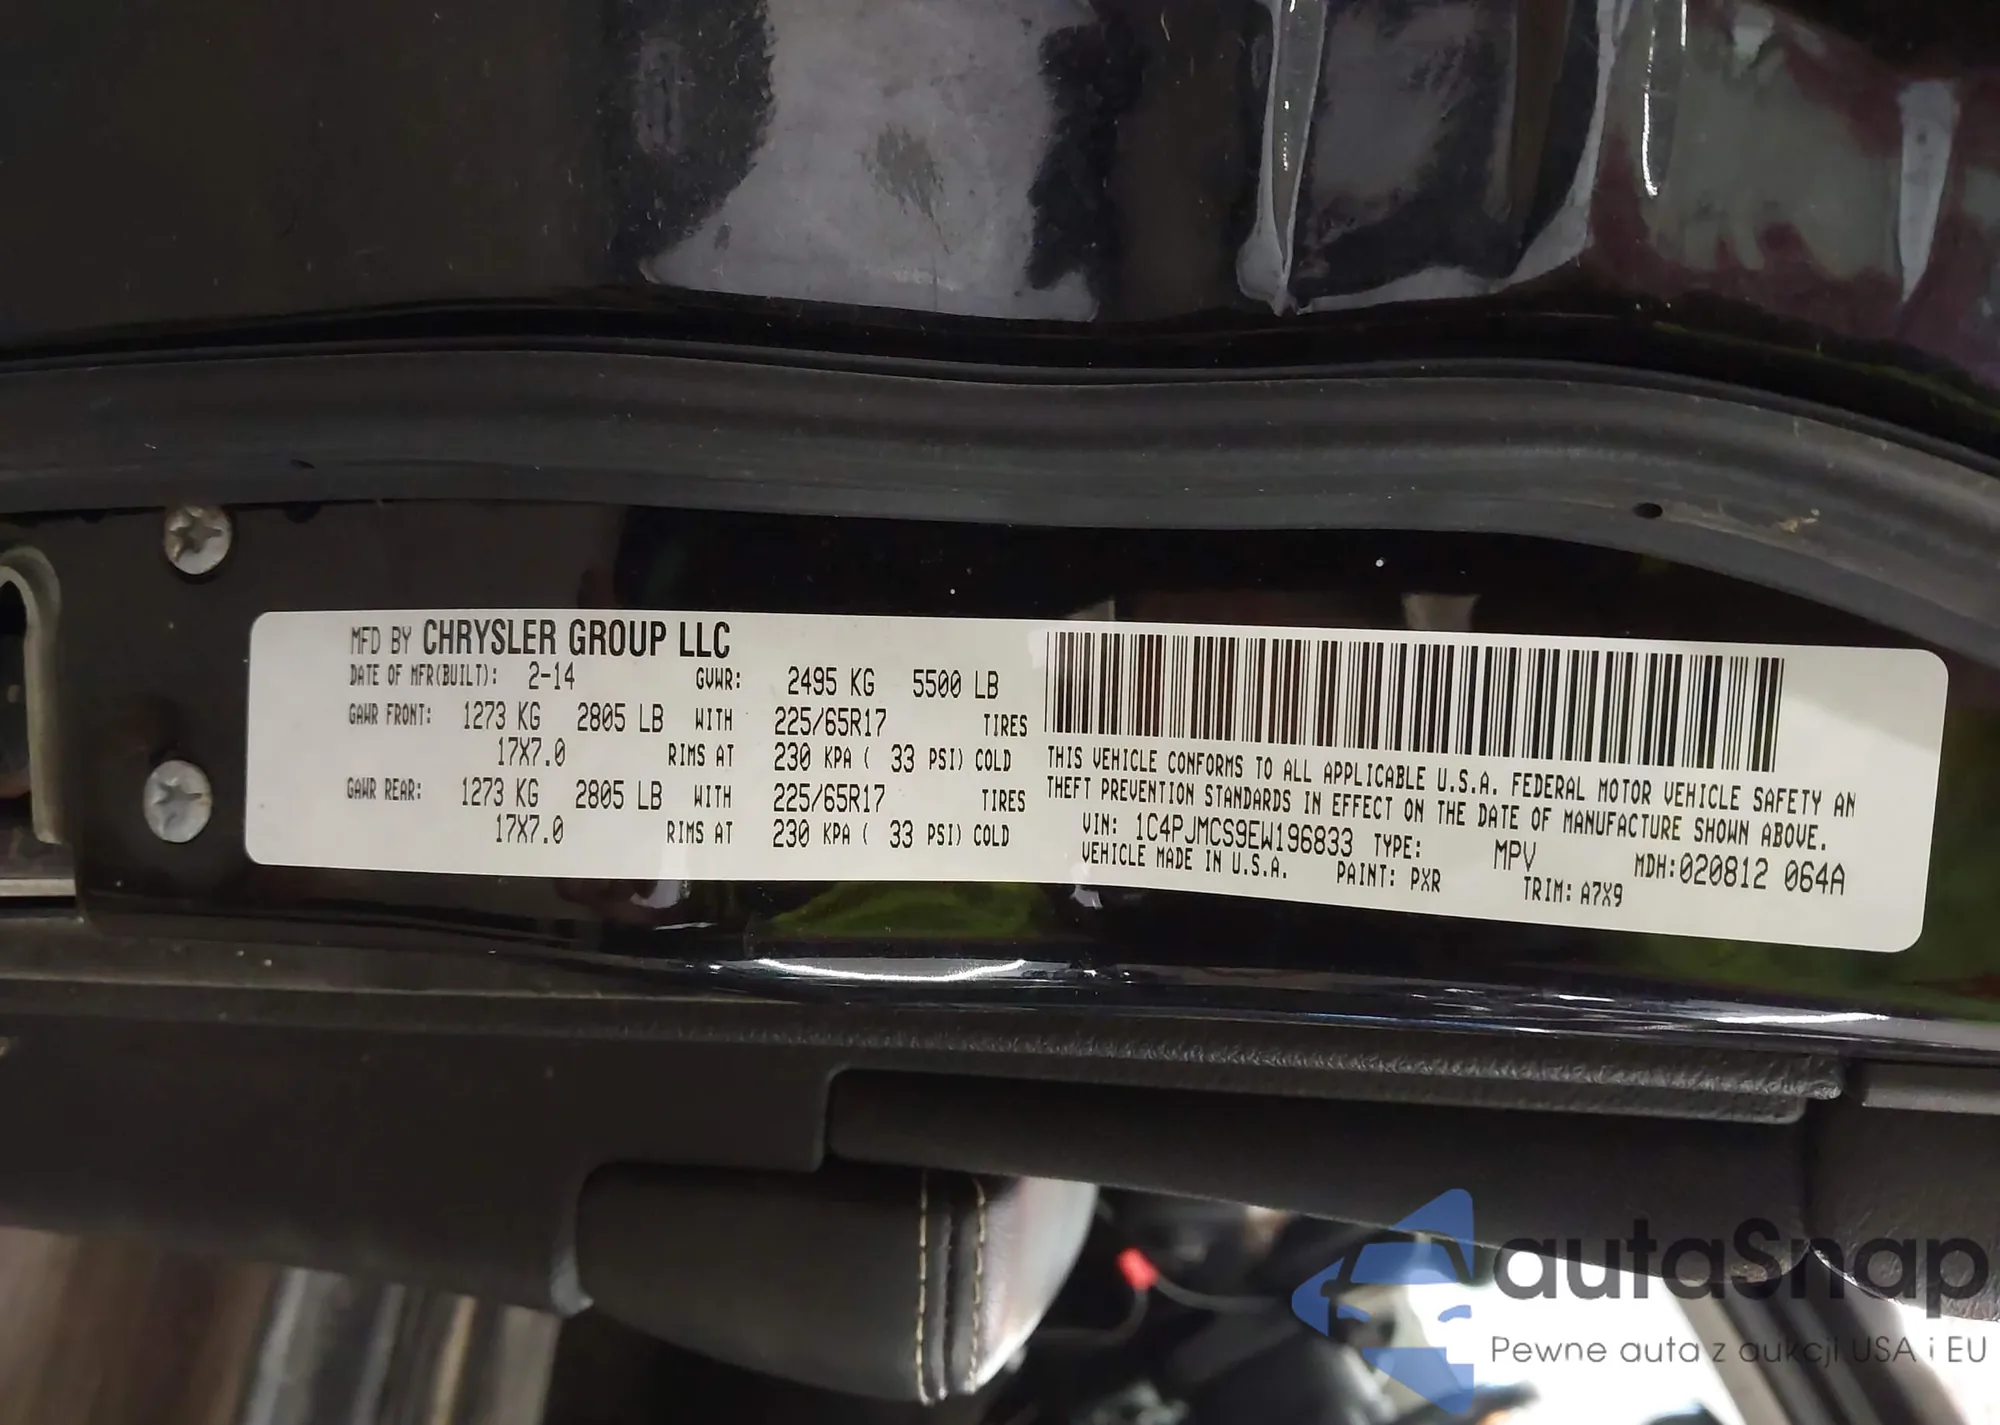 MFD BY CHRYSLER GROUP LLC
DATE OF MFR(BUILT): 2-14 GVWR: 2495 KG 5500 LB
GAWR FRONT: 1273 KG 2805 LB WITH 225/65R17 TIRES
17X7.0 RIMS AT 230 KPA ( 33 PSI) COLD
GAWR REAR: 1273 KG 2805 LB WITH 225/65R17 TIRES
17X7.0 RIMS AT 230 KPA ( 33 PSI) COLD
THIS VEHICLE CONFORMS TO ALL APPLICABLE U.S.A. FEDERAL MOTOR VEHICLE SAFETY AN
THEFT PREVENTION STANDARDS IN EFFECT ON THE DATE OF MANUFACTURE SHOWN ABOVE.
VIN: 1C4PJMCS9EW196833 TYPE: MPV MDH:020812 064A
VEHICLE MADE IN U.S.A. PAINT: PXR TRIM: A7X9
autaSnap
Pewne auta z aukcji USA i EU